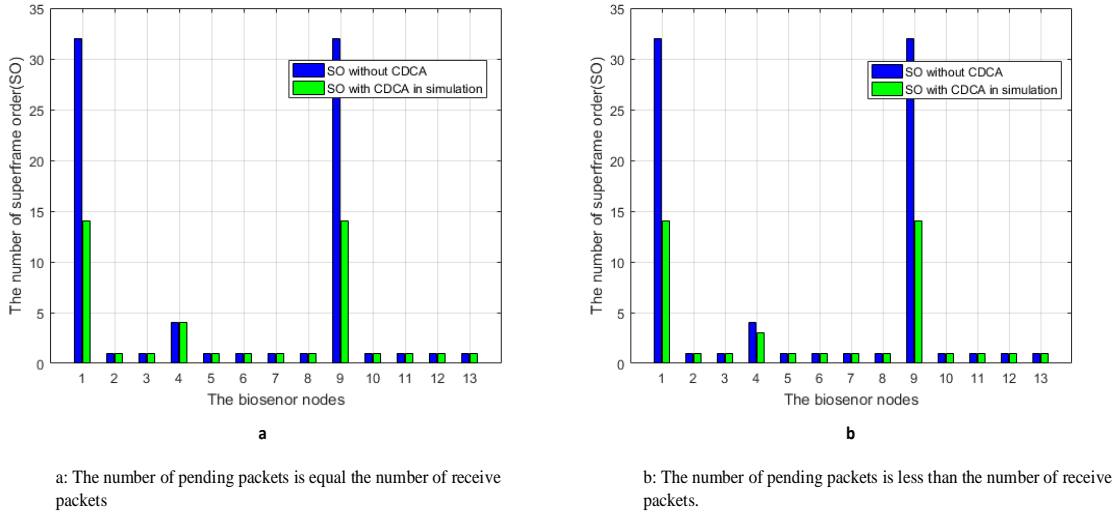 35
30
25
20
15
10
5
0
The number of superframe order(SO)
SO without CDCA
SO with CDCA in simulation
1 2 3 4 5 6 7 8 9 10 11 12 13
The biosenor nodes
a
a: The number of pending packets is equal the number of receive
packets
35
30
25
20
15
10
5
0
The number of superframe order(SO)
SO without CDCA
SO with CDCA in simulation
1 2 3 4 5 6 7 8 9 10 11 12 13
The biosenor nodes
b
b: The number of pending packets is less than the number of receive
packets.